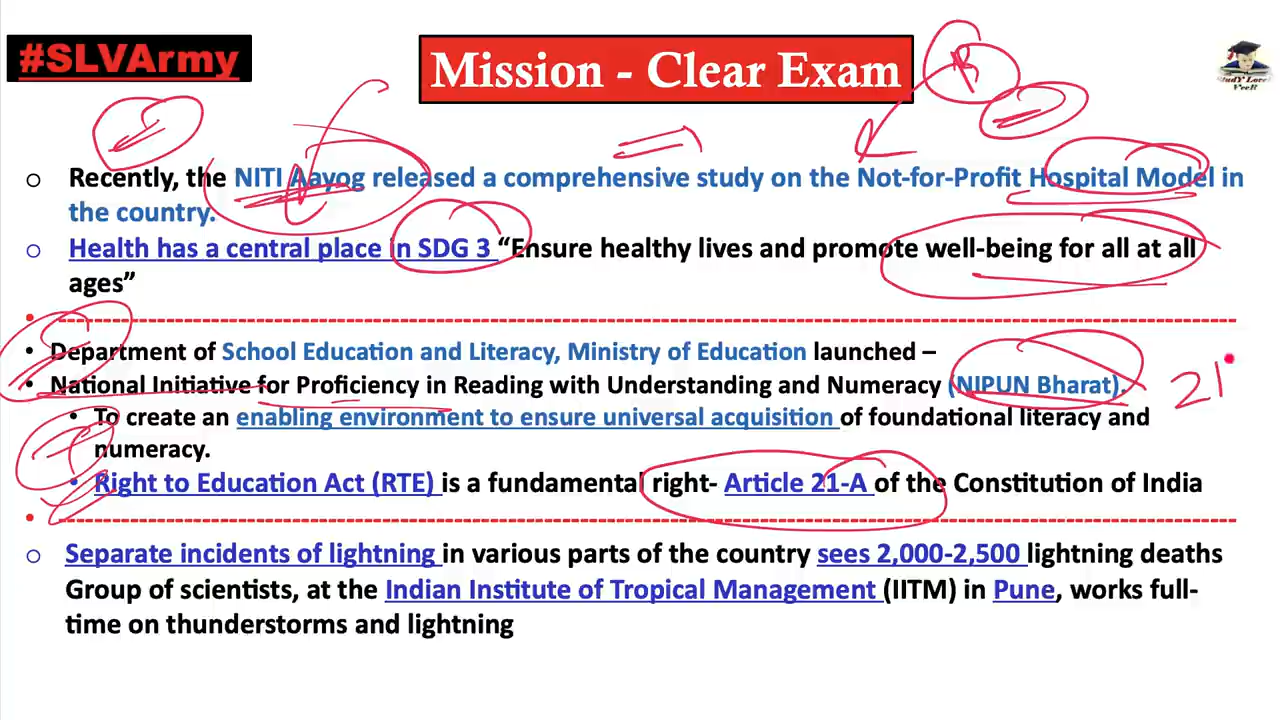 #SLVArmy
Mission - Clear Exam
StudY Lover
VeeR
R
○ Recently, the NITI Aayog released a comprehensive study on the Not-for-Profit Hospital Model in
the country.
○ Health has a central place in SDG 3 “Ensure healthy lives and promote well-being for all at all
ages”
• Department of School Education and Literacy, Ministry of Education launched –
• National Initiative for Proficiency in Reading with Understanding and Numeracy (NIPUN Bharat).
21
• To create an enabling environment to ensure universal acquisition of foundational literacy and
numeracy.
• Right to Education Act (RTE) is a fundamental right- Article 21-A of the Constitution of India
○ Separate incidents of lightning in various parts of the country sees 2,000-2,500 lightning deaths
Group of scientists, at the Indian Institute of Tropical Management (IITM) in Pune, works full-
time on thunderstorms and lightning